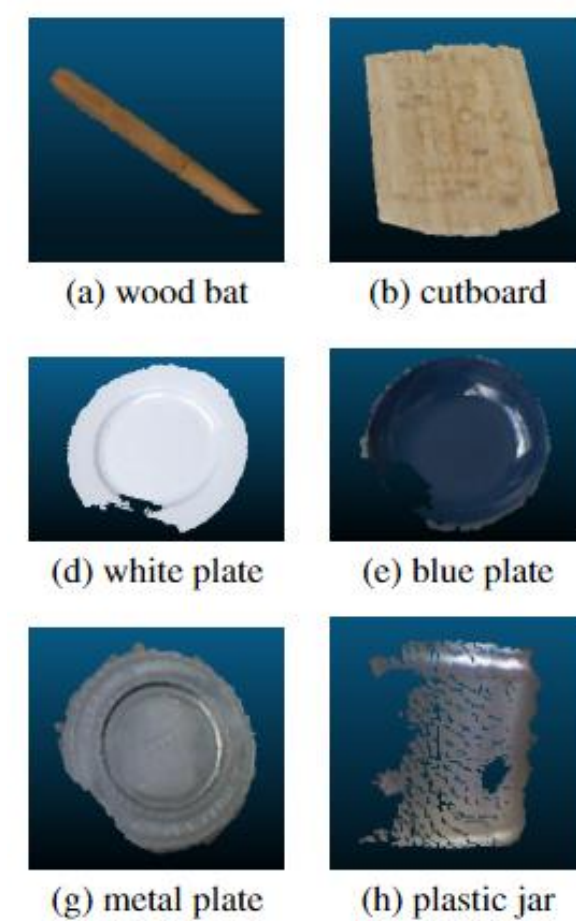 (a) wood bat
(b) cutboard
(d) white plate
(e) blue plate
(g) metal plate
(h) plastic jar